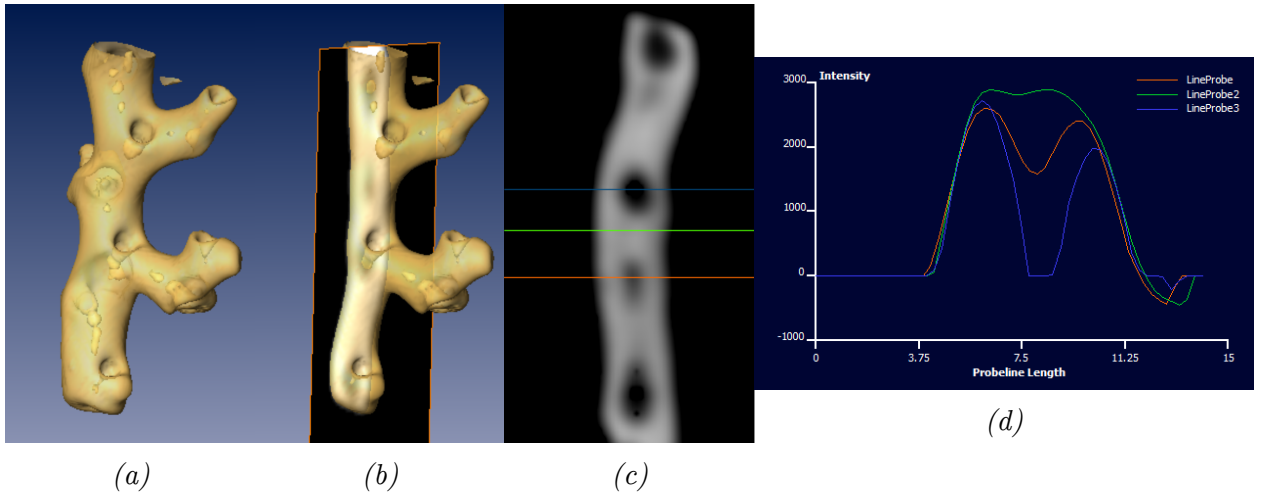 Intensity
LineProbe
LineProbe2
LineProbe3
3000
2000
1000
0
-1000
0 3.75 7.5 11.25 15
Probeline Length
(a) (b) (c) (d)